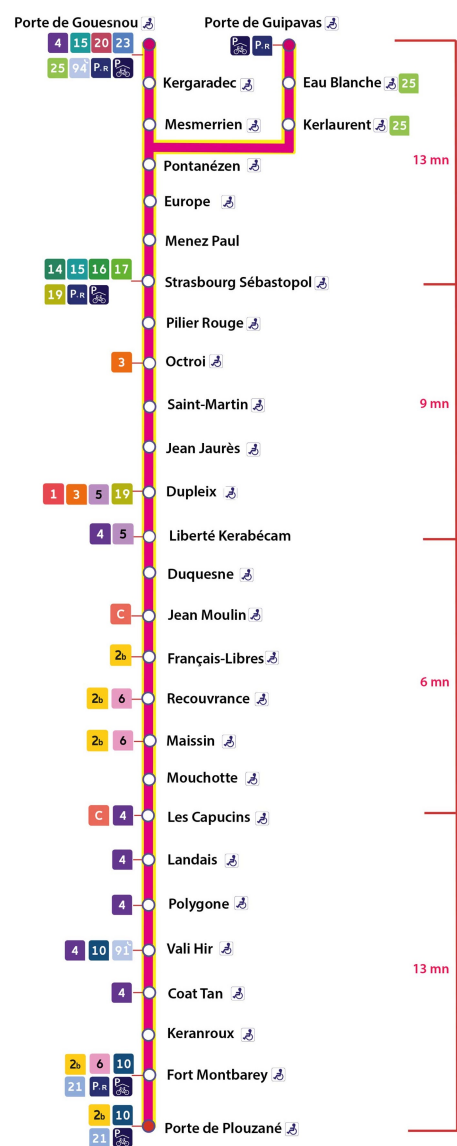 Porte de Gouesnou
Porte de Guipavas
4 15 20 23
25 94 P+R P
P P+R
Kergaradec
Eau Blanche 25
Mesmerrien
Kerlaurent 25
13 mn
Pontanézen
Europe
Menez Paul
14 15 16 17
19 P+R P
Strasbourg Sébastopol
Pilier Rouge
3 Octroi
Saint-Martin
9 mn
Jean Jaurès
1 3 5 19 Dupleix
4 5 Liberté Kerabécam
Duquesne
C Jean Moulin
2b Français-Libres
6 mn
2b 6 Recouvrance
2b 6 Maissin
Mouchotte
C 4 Les Capucins
4 Landais
4 Polygone
4 10 91 Vali Hir
13 mn
4 Coat Tan
Keranroux
2b 6 10
21 P+R P
Fort Montbarey
2b 10
21 P
Porte de Plouzané